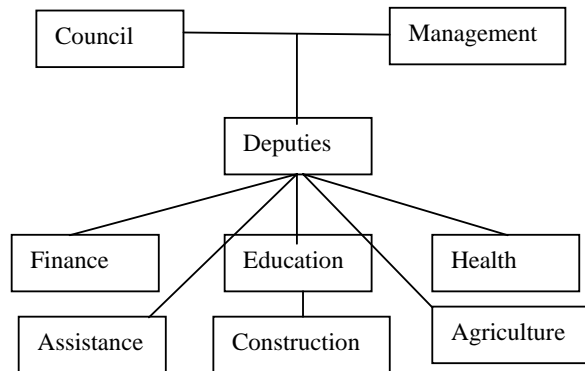 Council
Management
Deputies
Finance
Education
Health
Assistance
Construction
Agriculture